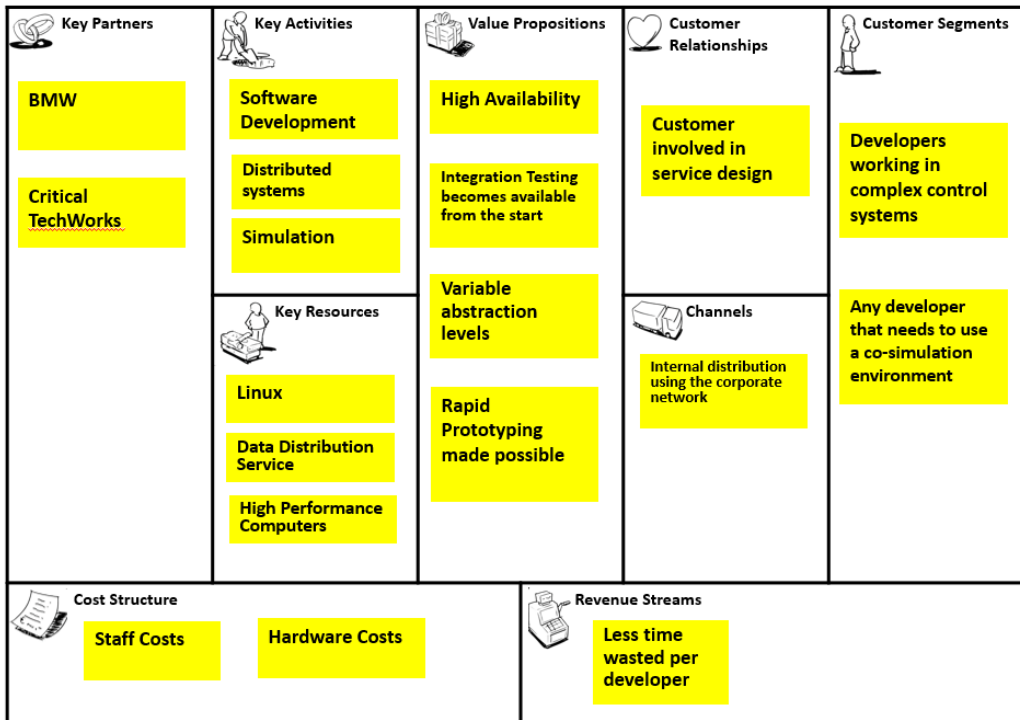 Key Partners
BMW
Critical
TechWorks
Key Activities
Software
Development
Distributed
systems
Simulation
Key Resources
Linux
Data Distribution
Service
High Performance
Computers
Value Propositions
High Availability
Integration Testing
becomes available
from the start
Variable
abstraction
levels
Rapid
Prototyping
made possible
Customer
Relationships
Customer
involved in
service design
Channels
Internal distribution
using the corporate
network
Customer Segments
Developers
working in
complex control
systems
Any developer
that needs to use
a co-simulation
environment
Cost Structure
Staff Costs
Hardware Costs
Revenue Streams
Less time
wasted per
developer